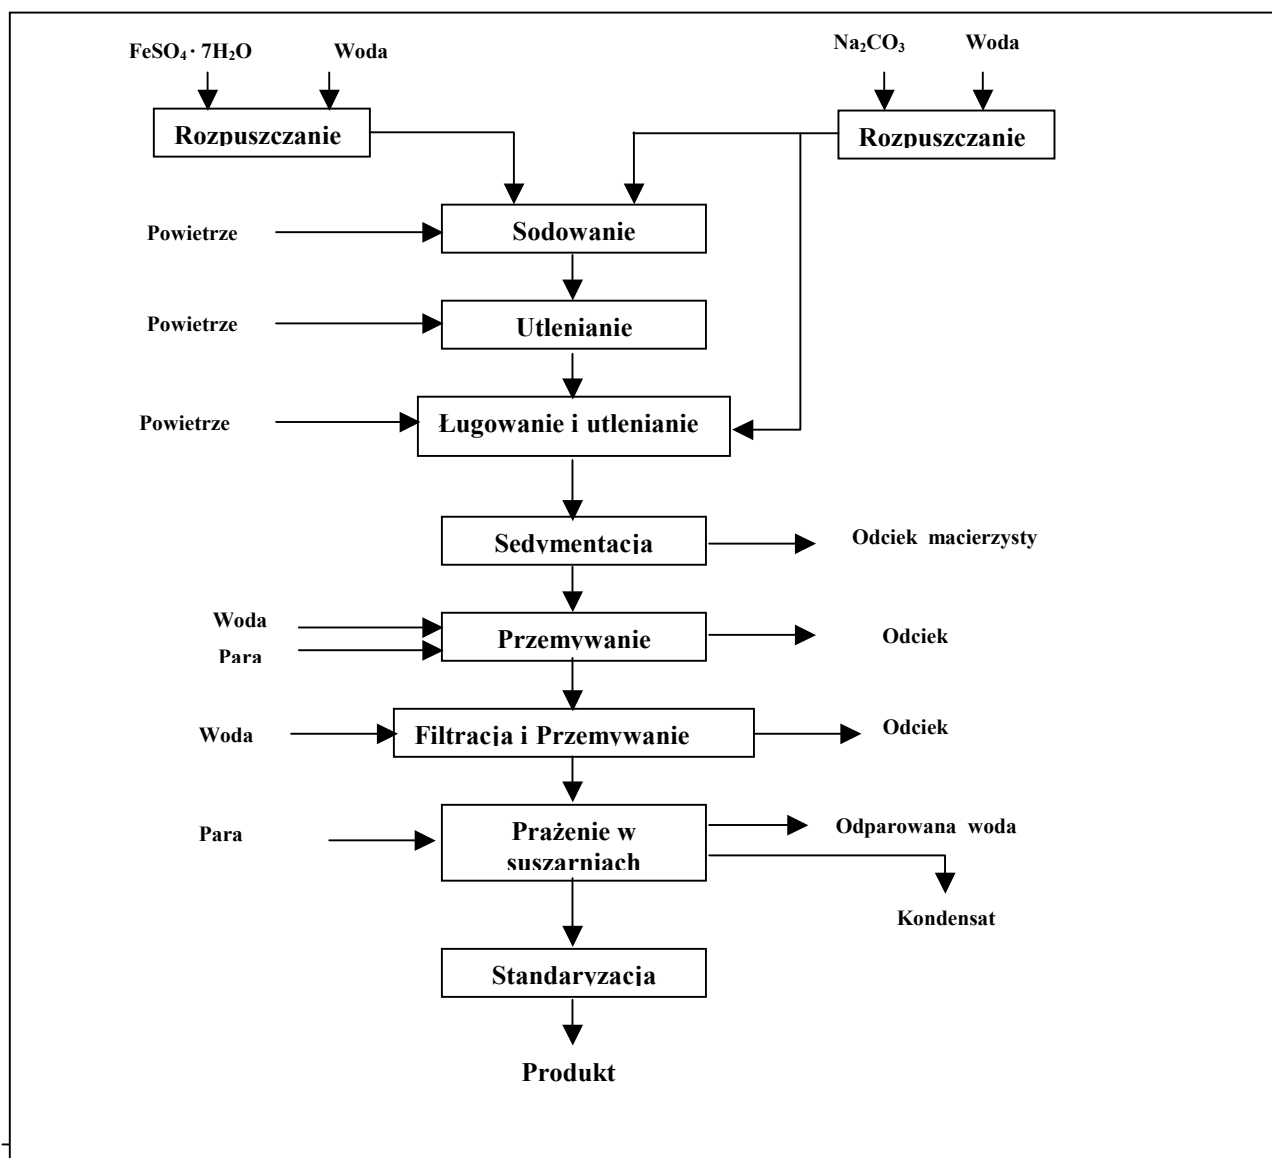 FeSO₄ · 7H₂O
Woda
Na₂CO₃
Woda
Rozpuszczanie
Rozpuszczanie
Powietrze
Sodowanie
Powietrze
Utlenianie
Powietrze
Ługowanie i utlenianie
Sedymentacja
Odciek macierzysty
Woda
Para
Przemywanie
Odciek
Woda
Filtracja i Przemywanie
Odciek
Para
Prażenie w
suszarniach
Odparowana woda
Kondensat
Standaryzacja
Produkt